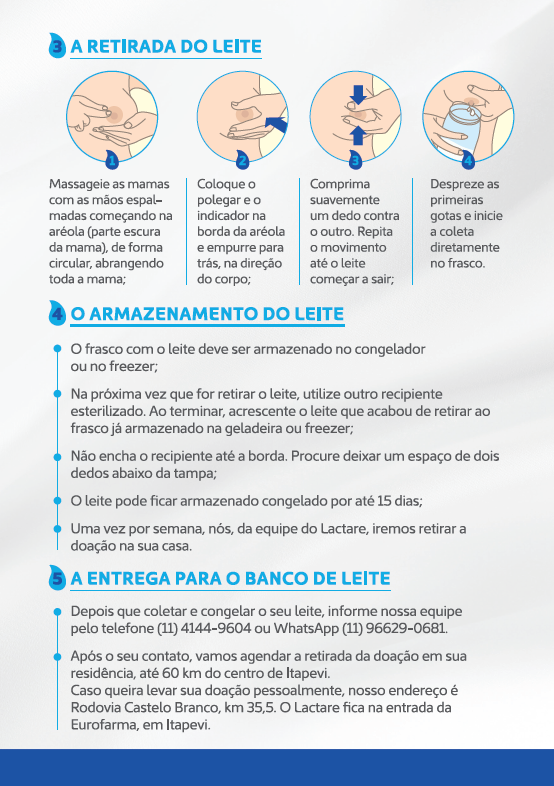 3 A RETIRADA DO LEITE
1
Massageie as mamas
com as mãos espal-
madas começando na
aréola (parte escura
da mama), de forma
circular, abrangendo
toda a mama;
2
Coloque o
polegar e o
indicador na
borda da aréola
e empurre para
trás, na direção
do corpo;
3
Comprima
suavemente
um dedo contra
o outro. Repita
o movimento
até o leite
começar a sair;
4
Despreze as
primeiras
gotas e inicie
a coleta
diretamente
no frasco.
4 O ARMAZENAMENTO DO LEITE
O frasco com o leite deve ser armazenado no congelador
ou no freezer;
Na próxima vez que for retirar o leite, utilize outro recipiente
esterilizado. Ao terminar, acrescente o leite que acabou de retirar ao
frasco já armazenado na geladeira ou freezer;
Não encha o recipiente até a borda. Procure deixar um espaço de dois
dedos abaixo da tampa;
O leite pode ficar armazenado congelado por até 15 dias;
Uma vez por semana, nós, da equipe do Lactare, iremos retirar a
doação na sua casa.
5 A ENTREGA PARA O BANCO DE LEITE
Depois que coletar e congelar o seu leite, informe nossa equipe
pelo telefone (11) 4144-9604 ou WhatsApp (11) 96629-0681.
Após o seu contato, vamos agendar a retirada da doação em sua
residência, até 60 km do centro de Itapevi.
Caso queira levar sua doação pessoalmente, nosso endereço é
Rodovia Castelo Branco, km 35,5. O Lactare fica na entrada da
Eurofarma, em Itapevi.